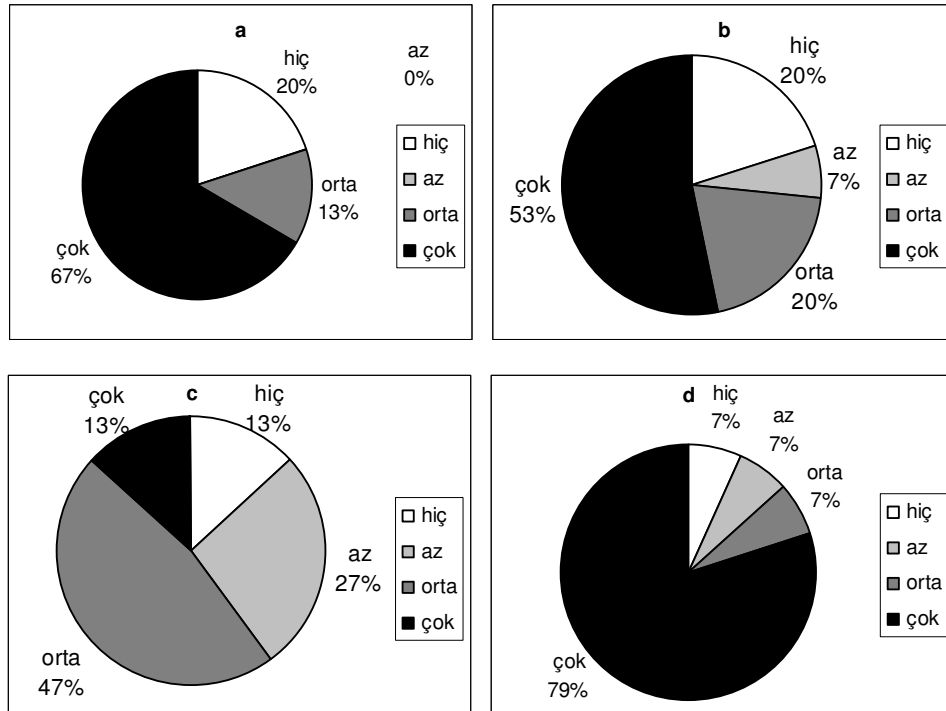 a
hiç
20%
az
0%
orta
13%
çok
67%
hiç
az
orta
çok
b
hiç
20%
az
7%
orta
20%
çok
53%
hiç
az
orta
çok
c
çok
13%
hiç
13%
az
27%
orta
47%
hiç
az
orta
çok
d
hiç
7%
az
7%
orta
7%
çok
79%
hiç
az
orta
çok